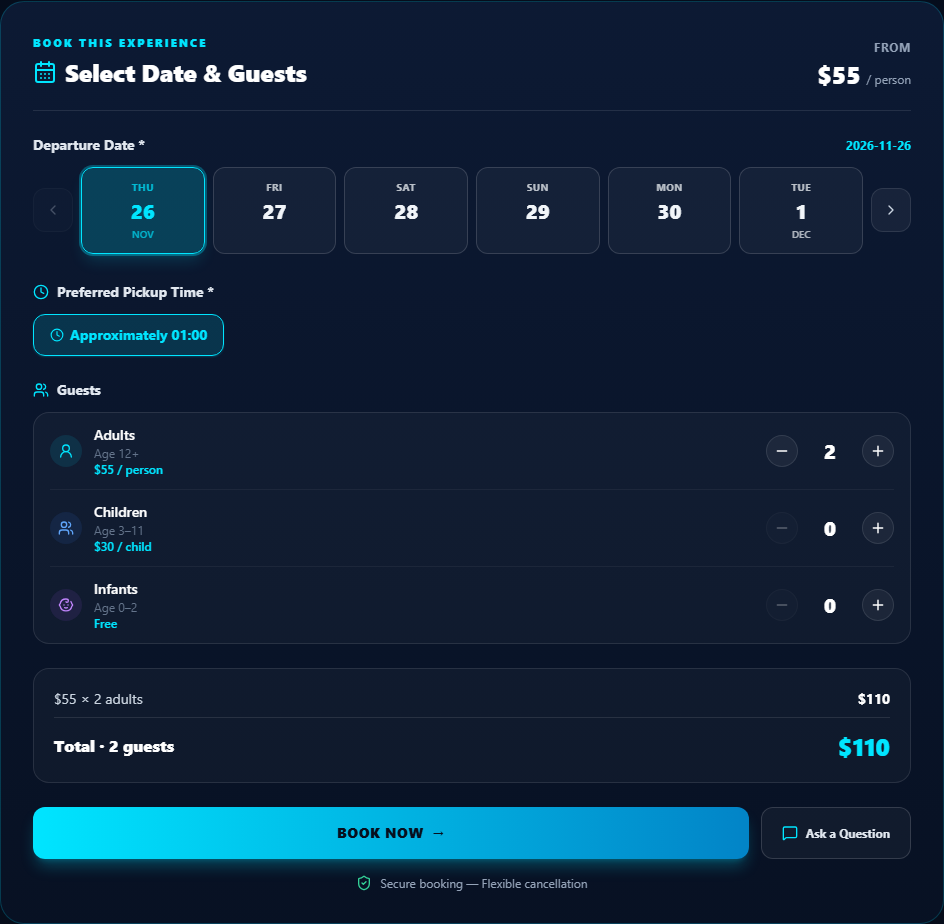 BOOK THIS EXPERIENCE
Select Date & Guests
FROM
$55 / person
Departure Date *
2026-11-26
THU
26
NOV
FRI
27
SAT
28
SUN
29
MON
30
TUE
1
DEC
Preferred Pickup Time *
Approximately 01:00
Guests
Adults
Age 12+
$55 / person
2
Children
Age 3–11
$30 / child
0
Infants
Age 0–2
Free
0
$55 × 2 adults
$110
Total · 2 guests
$110
BOOK NOW →
Ask a Question
Secure booking — Flexible cancellation